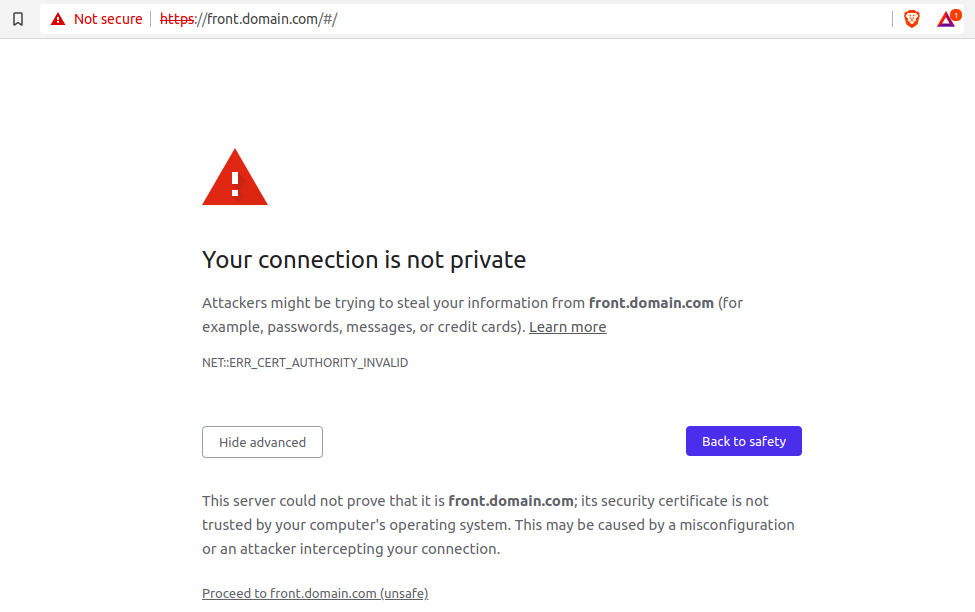 Not secure https://front.domain.com/#/
1
!
Your connection is not private
Attackers might be trying to steal your information from front.domain.com (for
example, passwords, messages, or credit cards). Learn more
NET::ERR_CERT_AUTHORITY_INVALID
Hide advanced
Back to safety
This server could not prove that it is front.domain.com; its security certificate is not
trusted by your computer's operating system. This may be caused by a misconfiguration
or an attacker intercepting your connection.
Proceed to front.domain.com (unsafe)